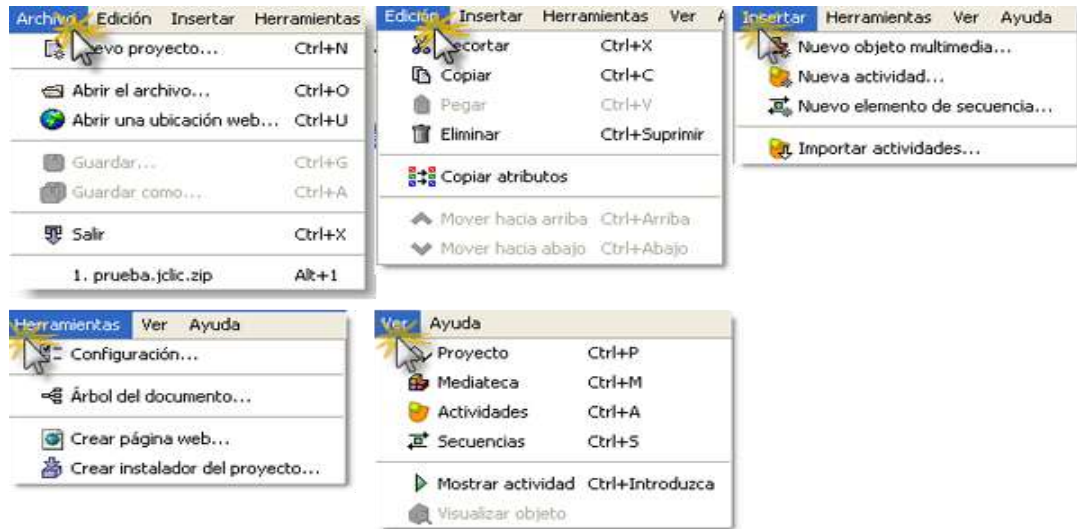 Archivo Edición Insertar Herramientas
Nuevo proyecto... Ctrl+N
Abrir el archivo... Ctrl+O
Abrir una ubicación web... Ctrl+U
Guardar... Ctrl+G
Guardar como... Ctrl+A
Salir Ctrl+X
1. prueba.jclic.zip Alt+1
Edición Insertar Herramientas Ver A
Recortar Ctrl+X
Copiar Ctrl+C
Pegar Ctrl+V
Eliminar Ctrl+Suprimir
Copiar atributos
Mover hacia arriba Ctrl+Arriba
Mover hacia abajo Ctrl+Abajo
Insertar Herramientas Ver Ayuda
Nuevo objeto multimedia...
Nueva actividad...
Nuevo elemento de secuencia...
Importar actividades...
Herramientas Ver Ayuda
Configuración...
Árbol del documento...
Crear página web...
Crear instalador del proyecto...
Ver Ayuda
Proyecto Ctrl+P
Mediateca Ctrl+M
Actividades Ctrl+A
Secuencias Ctrl+S
Mostrar actividad Ctrl+Introduzca
Visualizar objeto